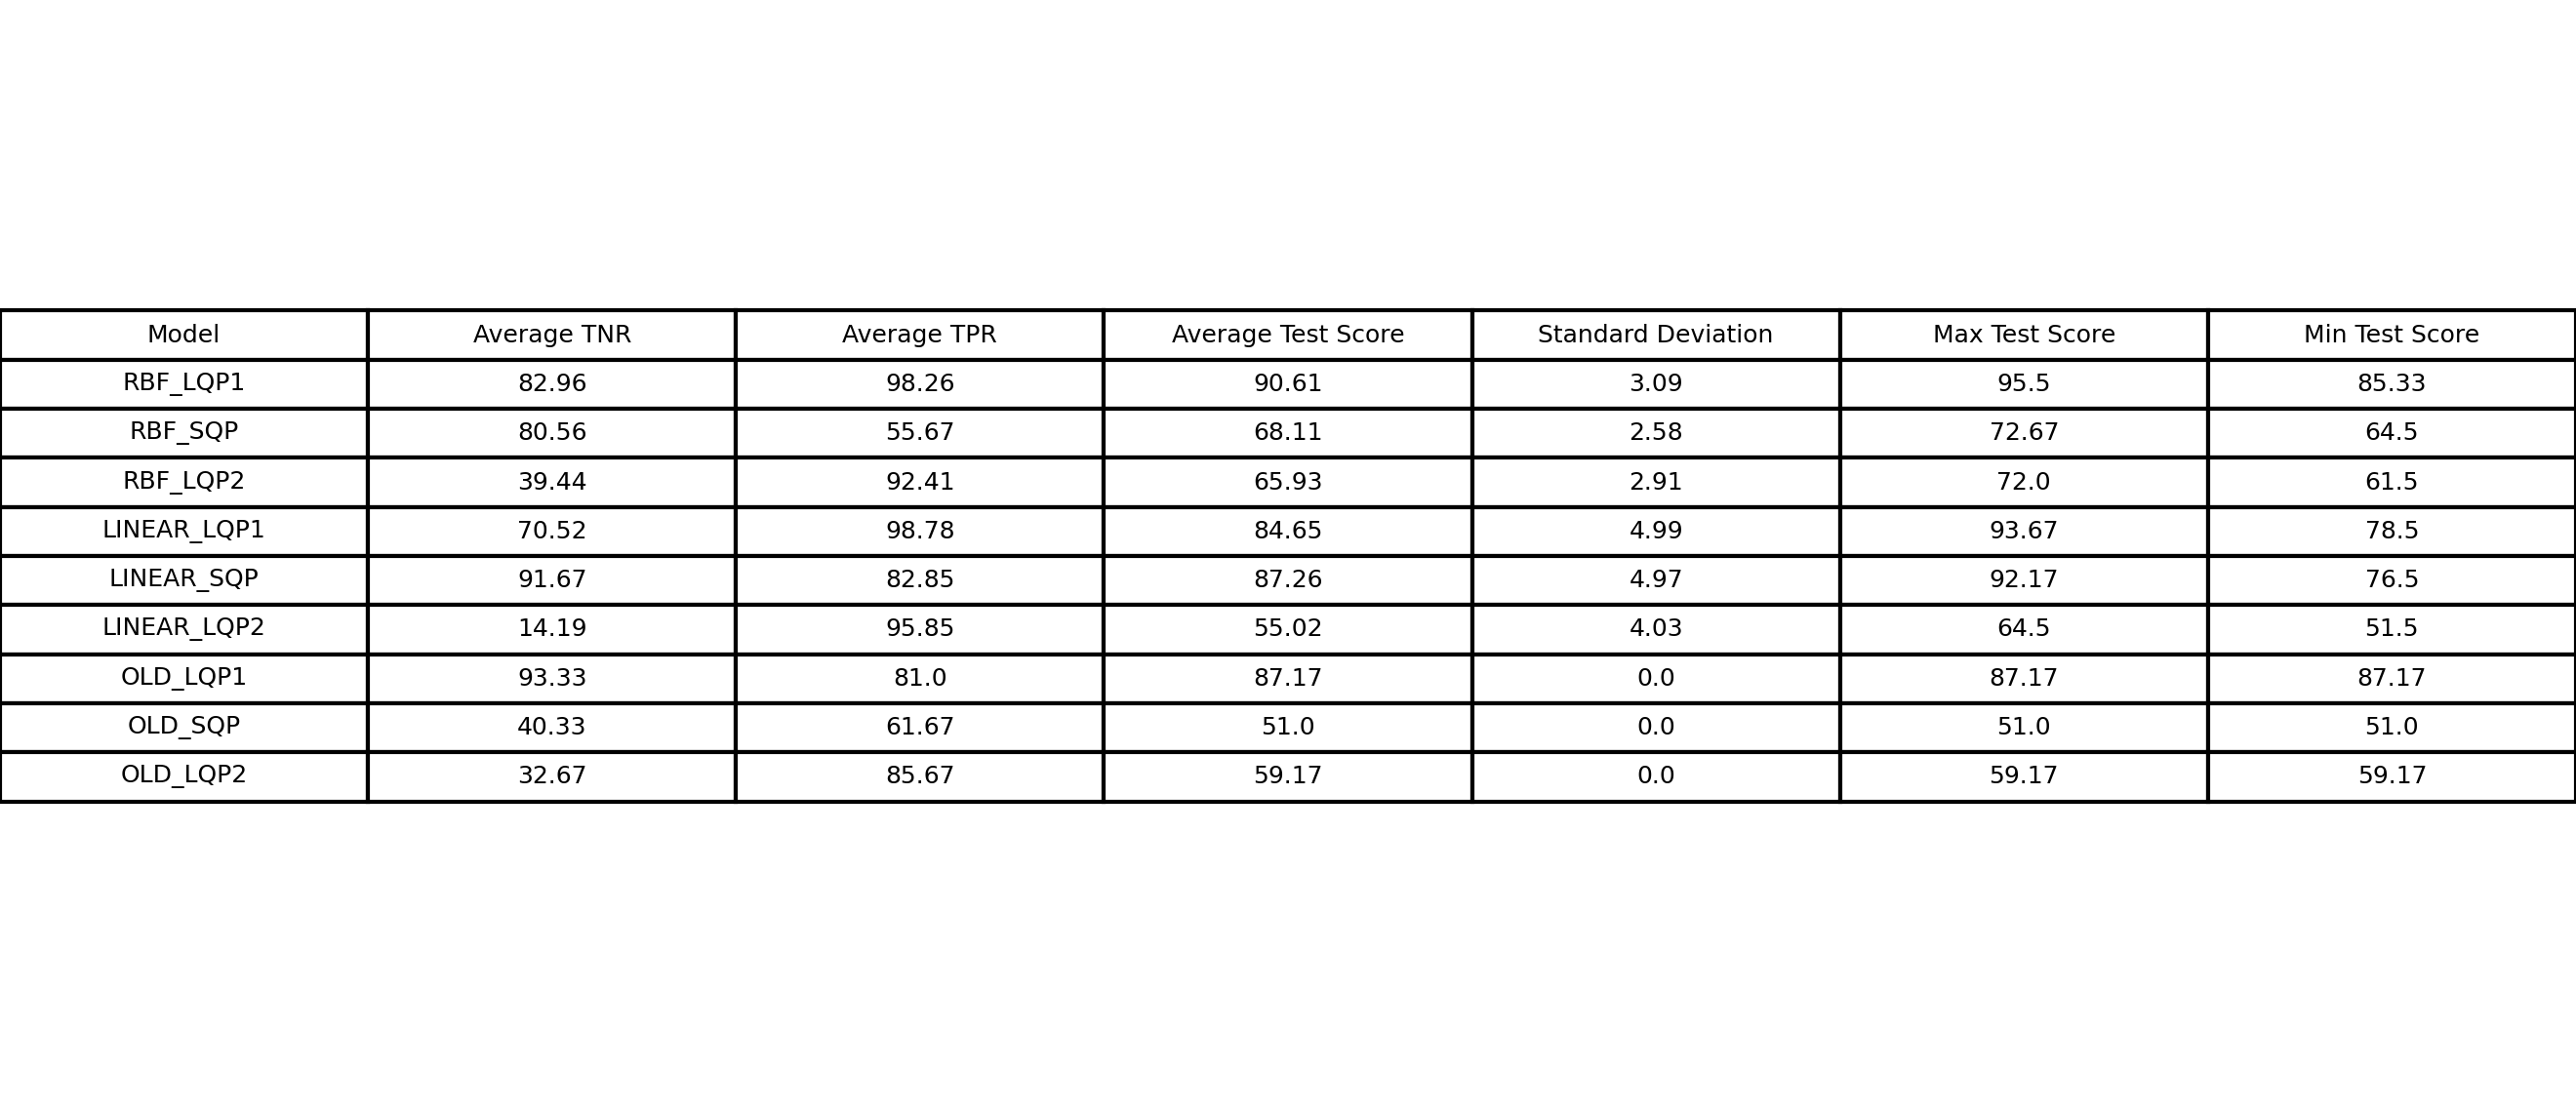 Model Average TNR Average TPR Average Test Score Standard Deviation Max Test Score Min Test Score
RBF_LQP1 82.96 98.26 90.61 3.09 95.5 85.33
RBF_SQP 80.56 55.67 68.11 2.58 72.67 64.5
RBF_LQP2 39.44 92.41 65.93 2.91 72.0 61.5
LINEAR_LQP1 70.52 98.78 84.65 4.99 93.67 78.5
LINEAR_SQP 91.67 82.85 87.26 4.97 92.17 76.5
LINEAR_LQP2 14.19 95.85 55.02 4.03 64.5 51.5
OLD_LQP1 93.33 81.0 87.17 0.0 87.17 87.17
OLD_SQP 40.33 61.67 51.0 0.0 51.0 51.0
OLD_LQP2 32.67 85.67 59.17 0.0 59.17 59.17